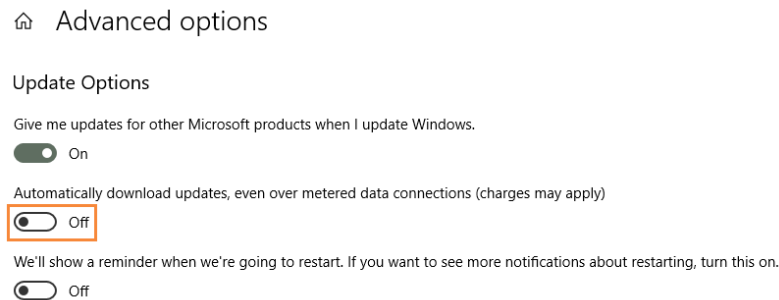 Advanced options
Update Options
Give me updates for other Microsoft products when I update Windows.
On
Automatically download updates, even over metered data connections (charges may apply)
Off
We'll show a reminder when we're going to restart. If you want to see more notifications about restarting, turn this on.
Off